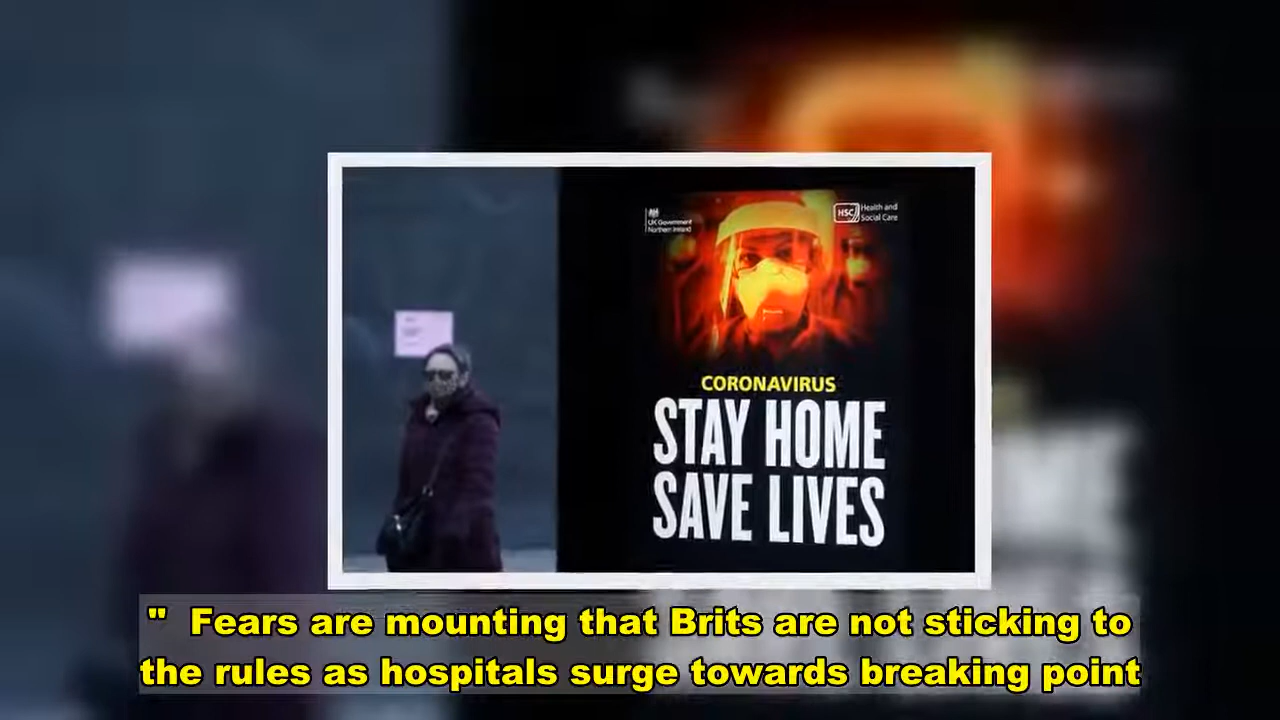 UK Government
Northern Ireland
HSC
Health and
Social Care
CORONAVIRUS
STAY HOME
SAVE LIVES
" Fears are mounting that Brits are not sticking to
the rules as hospitals surge towards breaking point